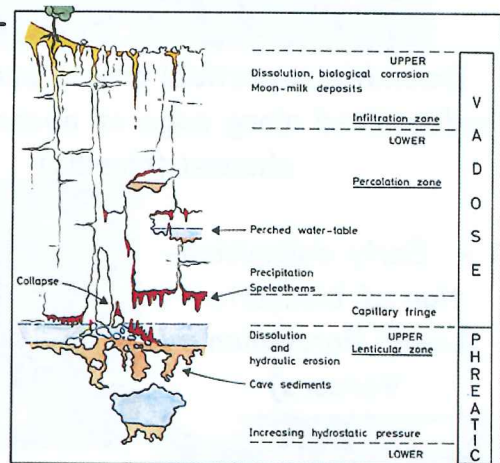 UPPER
Dissolution, biological corrosion
Moon-milk deposits
Infiltration zone
LOWER
Percolation zone
Perched water-table
Precipitation
Speleothems
Collapse
Capillary fringe
Dissolution
and
hydraulic erosion
UPPER
Lenticular zone
Cave sediments
Increasing hydrostatic pressure
LOWER
VADOSE
PHREATIC